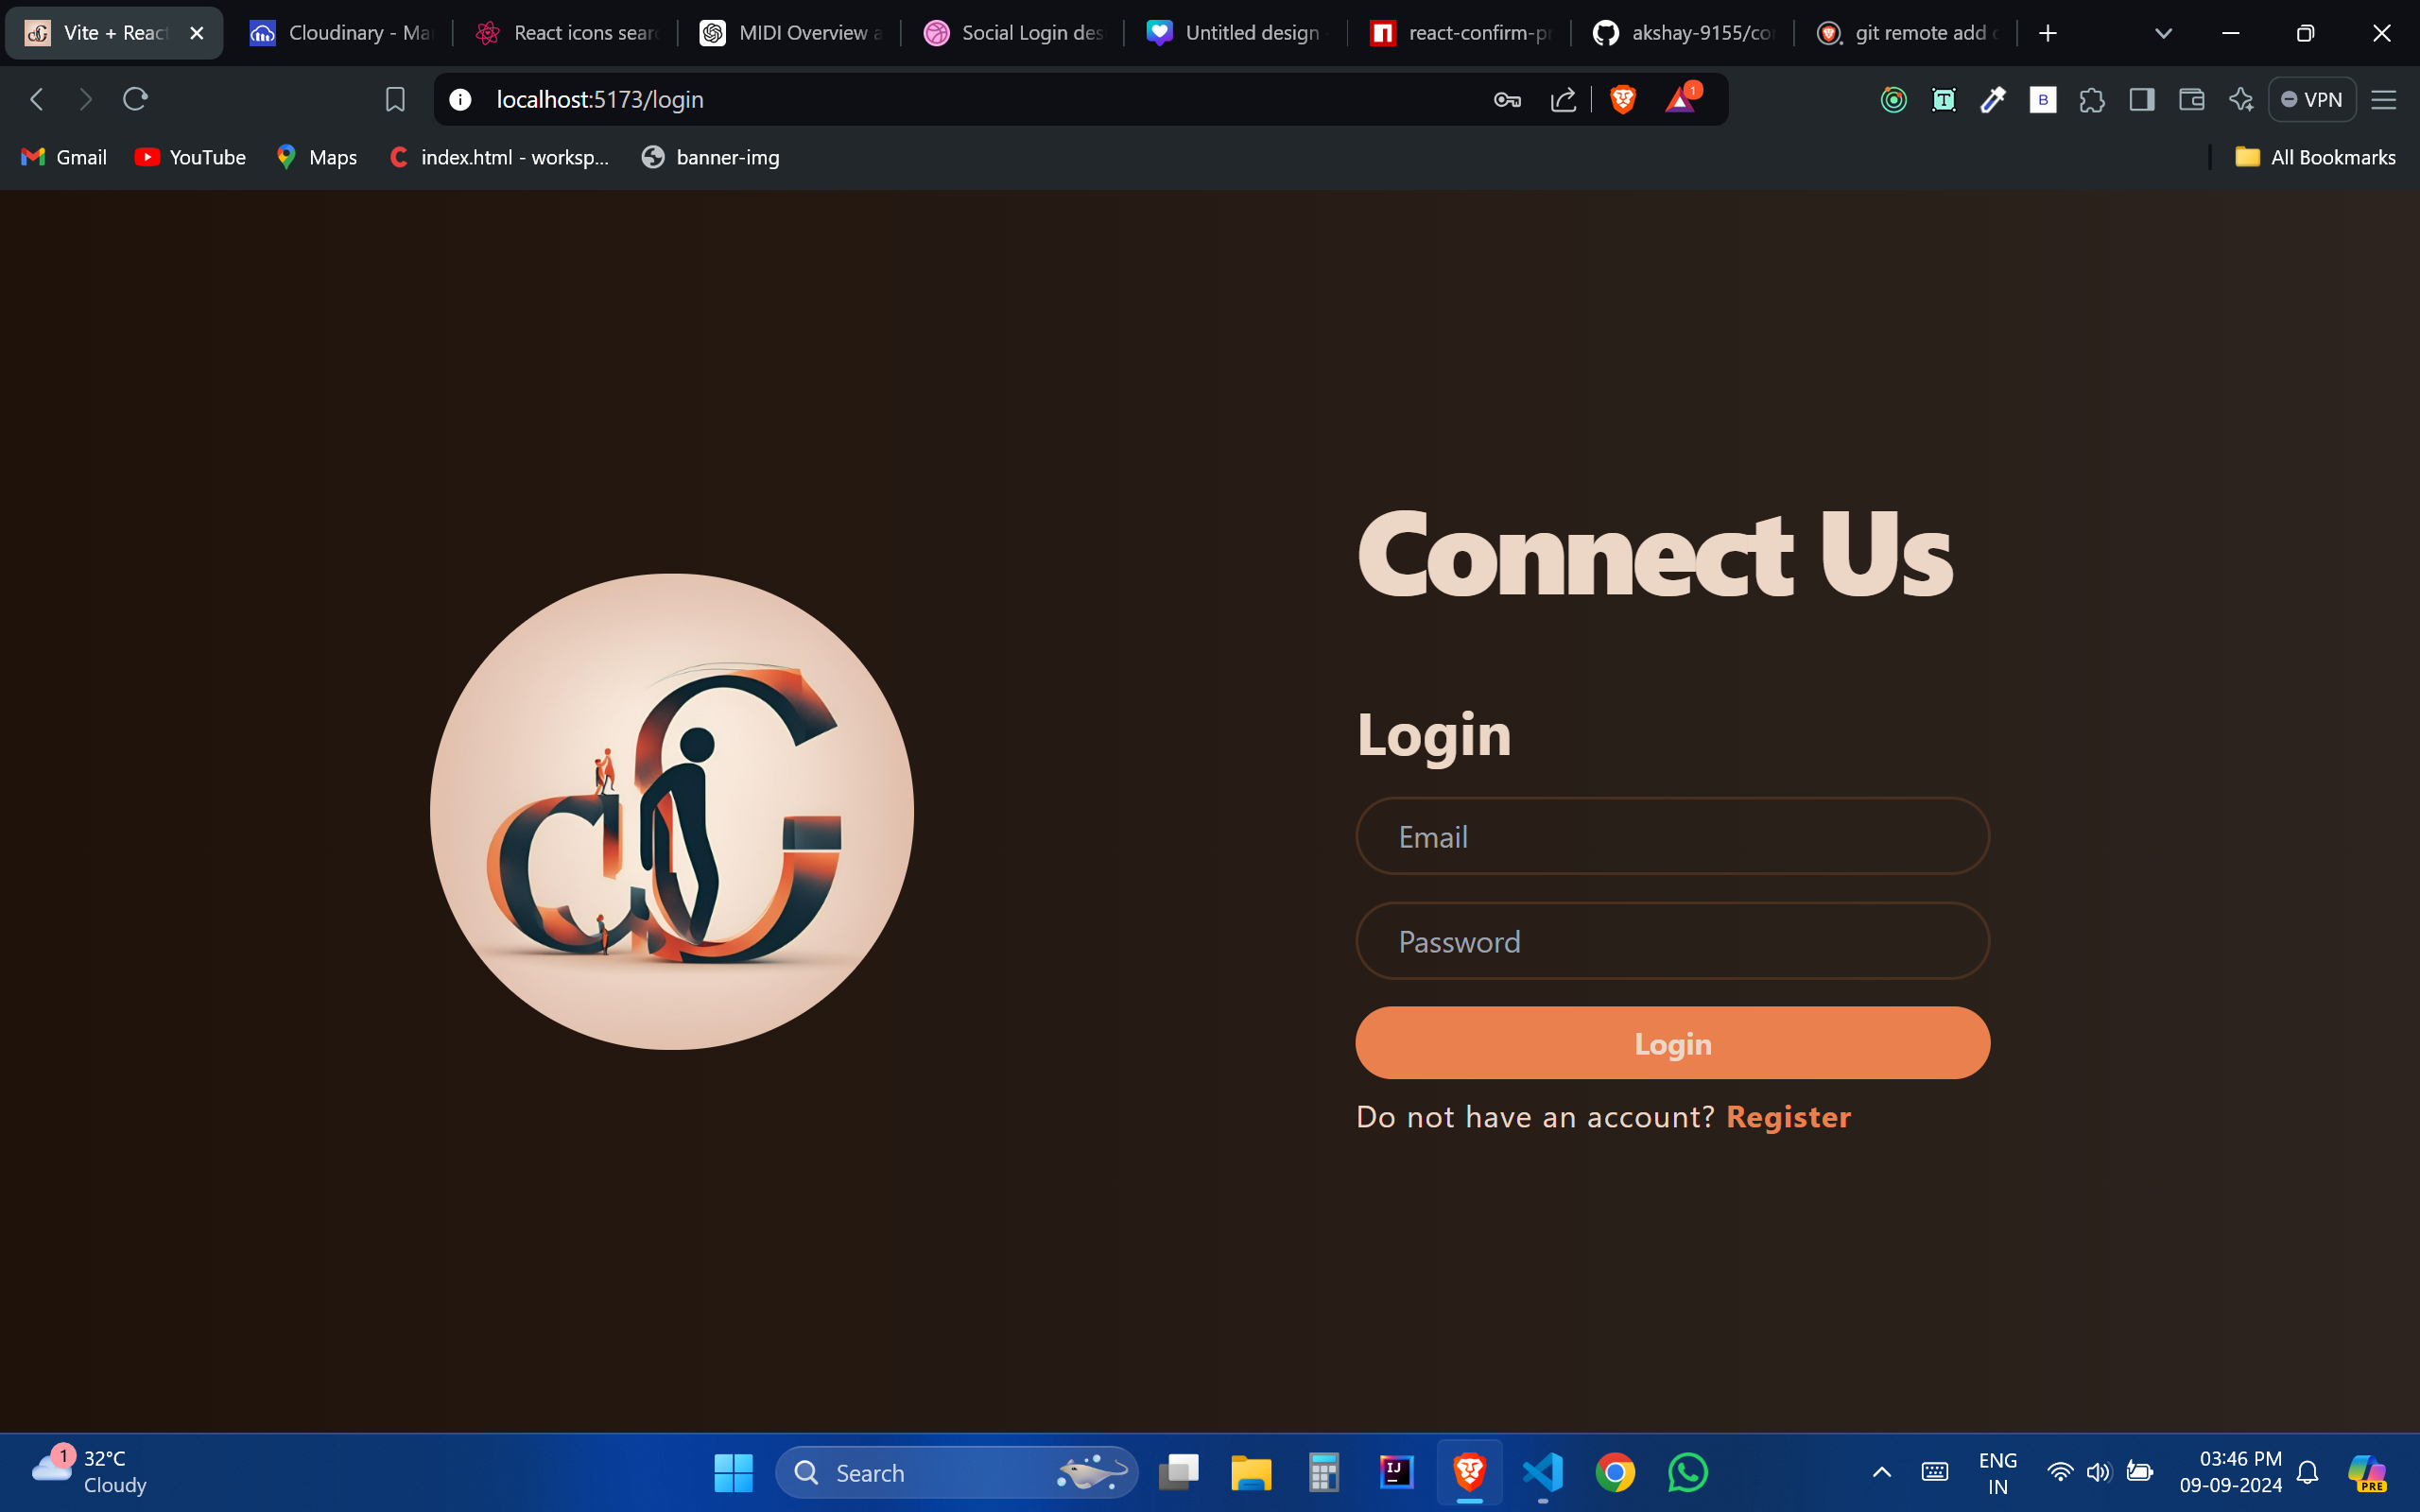 Vite + React
Cloudinary - Ma
React icons sear
MIDI Overview a
Social Login des
Untitled design
react-confirm-pr
akshay-9155/co
git remote add
localhost:5173/login
1
T
B
VPN
Gmail
YouTube
Maps
index.html - worksp...
banner-img
All Bookmarks
Connect Us
Login
Email
Password
Login
Do not have an account? Register
1
32°C
Cloudy
Search
IJ
ENG
IN
03:46 PM
09-09-2024
PRE